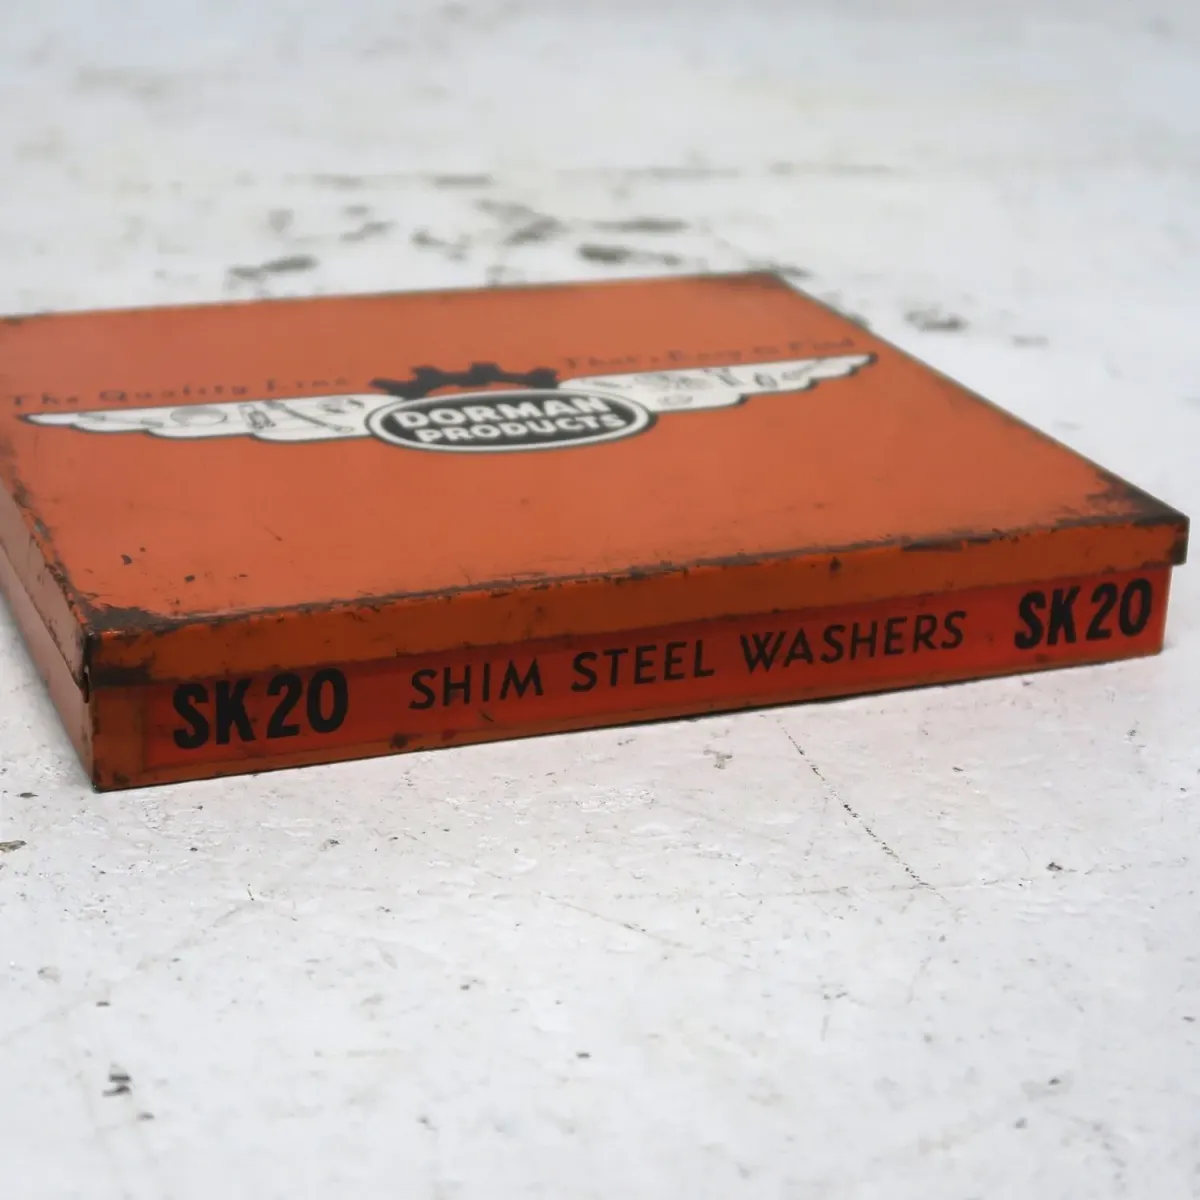 The Quality Line That's Easy to Find
DORMAN
PRODUCTS
SK20 SHIM STEEL WASHERS SK20